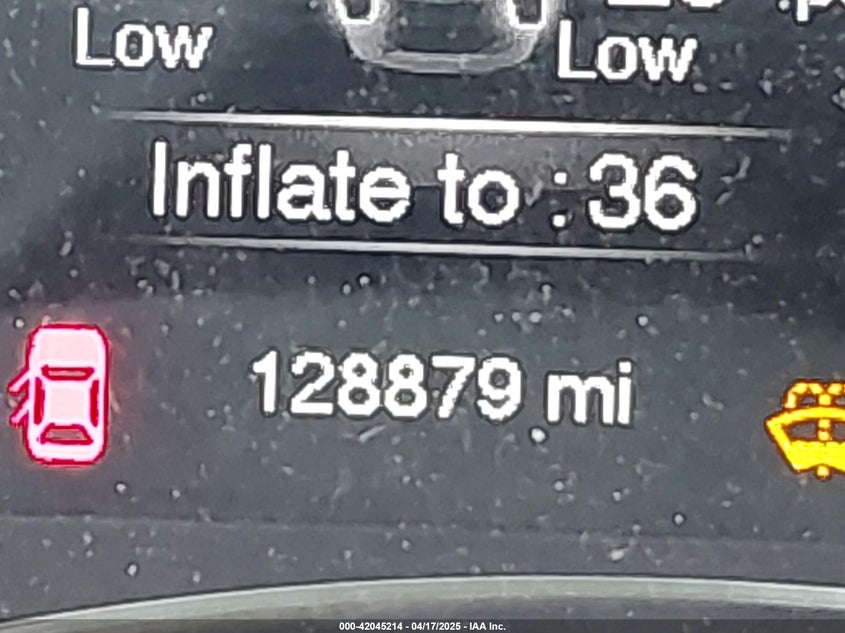 Low
Low
Inflate to : 36
128879 mi
000-42045214 - 04/17/2025 - IAA Inc.